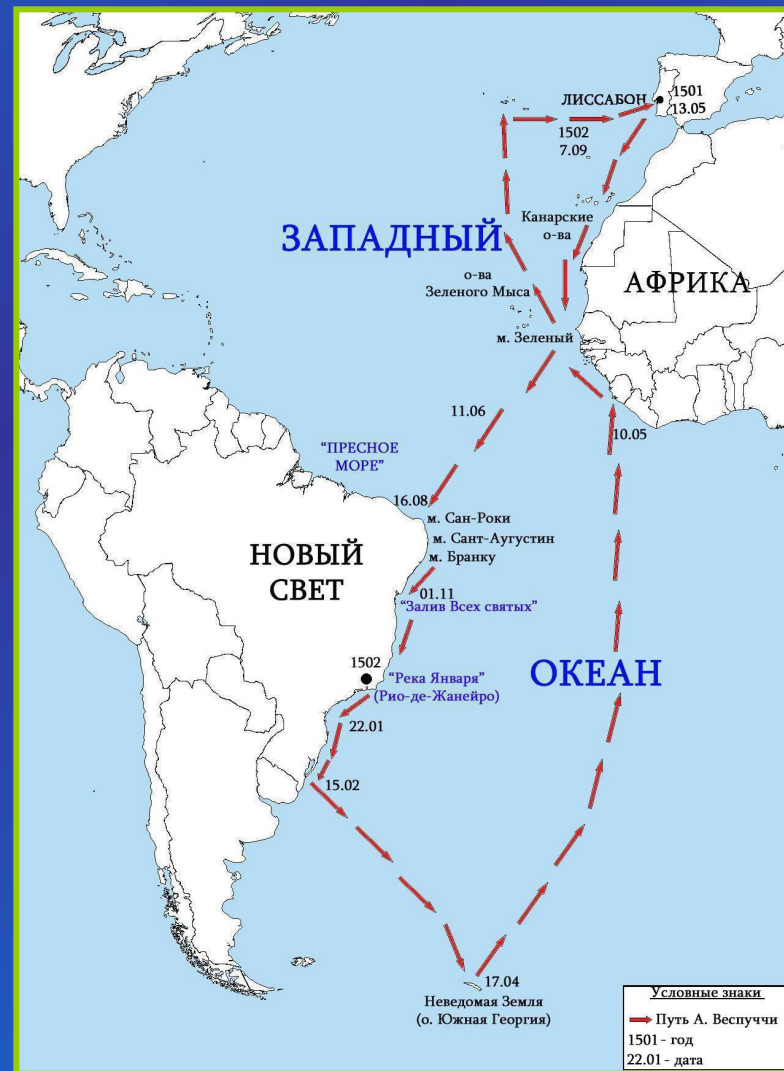 ЛИССАБОН
1501
13.05
1502
7.09
Канарские
о-ва
ЗАПАДНЫЙ
о-ва
Зеленого Мыса
АФРИКА
м. Зеленый
11.06
10.05
"ПРЕСНОЕ
МОРЕ"
16.08
м. Сан-Роки
м. Сант-Аугустин
м. Бранку
НОВЫЙ
СВЕТ
01.11
"Залив Всех святых"
1502
"Река Января"
(Рио-де-Жанейро)
ОКЕАН
22.01
15.02
17.04
Неведомая Земля
(о. Южная Георгия)
Условные знаки
Путь А. Веспуччи
1501 - год
22.01 - дата